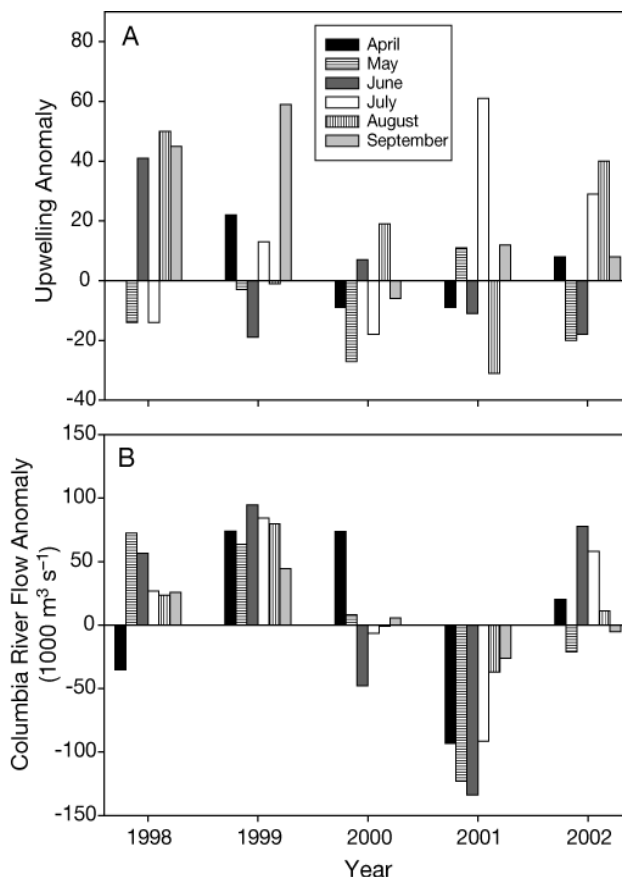 A
April
May
June
July
August
September
80
60
40
20
0
-20
-40
Upwelling Anomaly
B
150
100
50
0
-50
-100
-150
Columbia River Flow Anomaly
(1000 m³ s⁻¹)
1998 1999 2000 2001 2002
Year